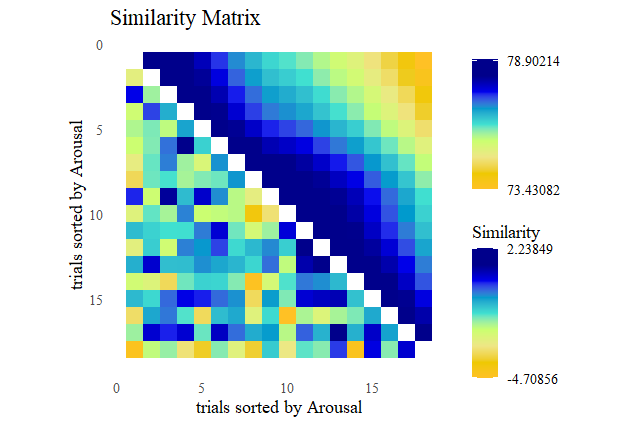 Similarity Matrix
0
5
10
15
trials sorted by Arousal
0 5 10 15
trials sorted by Arousal
78.90214
73.43082
Similarity
2.23849
-4.70856